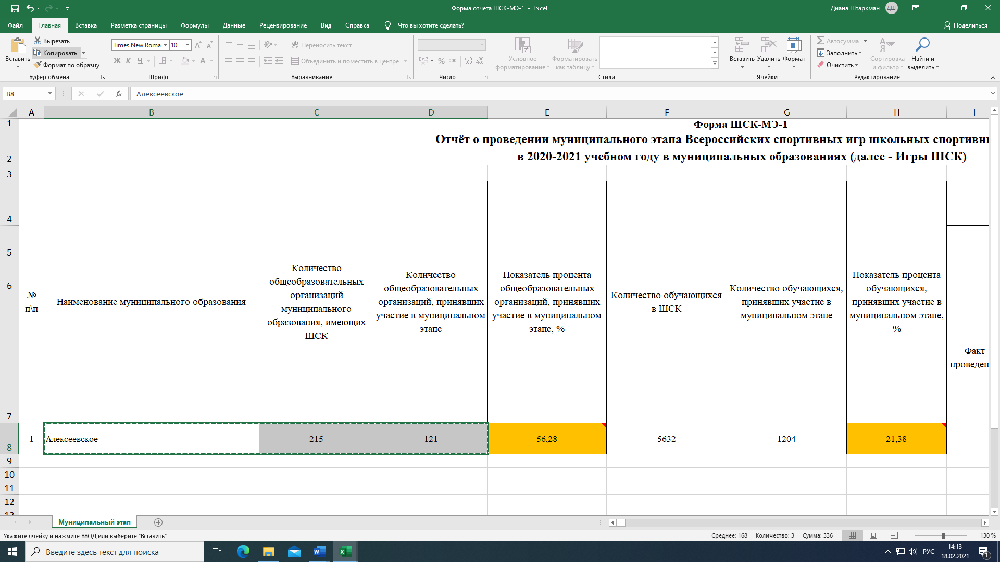 Форма отчета ШСК-МЭ-1 - Excel
Диана Штаркман ДШ
Файл Главная Вставка Разметка страницы Формулы Данные Рецензирование Вид Справка Что вы хотите сделать? Поделиться
Вставить
Вырезать
Копировать
Формат по образцу
Буфер обмена
Times New Roma 10
Ж К Ч
Шрифт
Переносить текст
Объединить и поместить в центре
Выравнивание
% 000
Число
Условное
форматирование
Форматировать
как таблицу
Стили
Вставить Удалить Формат
Ячейки
Автосумма
Заполнить
Очистить
Сортировка
и фильтр
Найти и
выделить
Редактирование
B8 fx Алексеевское
A B C D E F G H I
1 Форма ШСК-МЭ-1
Отчёт о проведении муниципального этапа Всероссийских спортивных игр школьных спортивн
2 в 2020-2021 учебном году в муниципальных образованиях (далее - Игры ШСК)
3
4
5
6
7
№
п\п
Наименование муниципального образования
Количество
общеобразовательных
организаций
муниципального
образования, имеющих
ШСК
Количество
общеобразовательных
организаций, принявших
участие в муниципальном
этапе
Показатель процента
общеобразовательных
организаций, принявших
участие в муниципальном
этапе, %
Количество обучающихся
в ШСК
Количество обучающихся,
принявших участие в
муниципальном этапе
Показатель процента
обучающихся,
принявших участие в
муниципальном этапе,
%
Факт
проведен
8 1 Алексеевское 215 121 56,28 5632 1204 21,38
9
10
11
12
13
Муниципальный этап
Укажите ячейку и нажмите ВВОД или выберите "Вставить"
Среднее: 168 Количество: 3 Сумма: 336 130 %
Введите здесь текст для поиска
РУС
14:13
18.02.2021
1